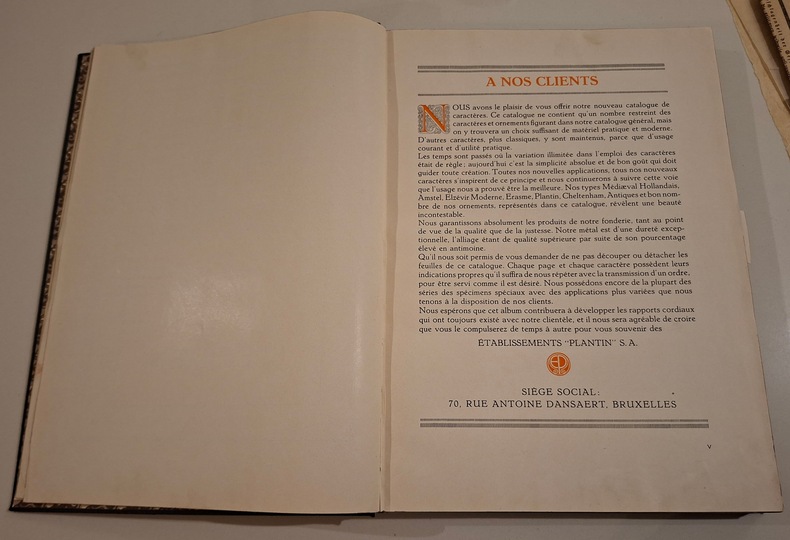 A NOS CLIENTS
NOUS avons le plaisir de vous offrir notre nouveau catalogue de
caractères. Ce catalogue ne contient qu'un nombre restreint des
caractères et ornements figurant dans notre catalogue général, mais
on y trouvera un choix suffisant de matériel pratique et moderne.
D'autres caractères, plus classiques, y sont maintenus, parce que d'usage
courant et d'utilité pratique.
Les temps sont passés où la variation illimitée dans l'emploi des caractères
était de règle; aujourd'hui c'est la simplicité absolue et de bon goût qui doit
guider toute création. Toutes nos nouvelles applications, tous nos nouveaux
caractères s'inspirent de ce principe et nous continuerons à suivre cette voie
que l'usage nous a prouvé être la meilleure. Nos types Médiæval Hollandais,
Amstel, Elzévir Moderne, Erasme, Plantin, Cheltenham, Antiques et bon nom-
bre de nos ornements, représentés dans ce catalogue, révèlent une beauté
incontestable.
Nous garantissons absolument les produits de notre fonderie, tant au point
de vue de la qualité que de la justesse. Notre métal est d'une dureté excep-
tionnelle, l'alliage étant de qualité supérieure par suite de son pourcentage
élevé en antimoine.
Qu'il nous soit permis de vous demander de ne pas découper ou détacher les
feuilles de ce catalogue. Chaque page et chaque caractère possèdent leurs
indications propres qu'il suffira de nous répéter avec la transmission d'un ordre,
pour être servi comme il est désiré. Nous possédons encore de la plupart des
séries des spécimens spéciaux avec des applications plus variées que nous
tenons à la disposition de nos clients.
Nous espérons que cet album contribuera à développer les rapports cordiaux
qui ont toujours existé avec notre clientèle, et il nous sera agréable de croire
que vous le compulserez de temps à autre pour vous souvenir des
ÉTABLISSEMENTS "PLANTIN" S.A.
SIÈGE SOCIAL:
70, RUE ANTOINE DANSAERT, BRUXELLES
V